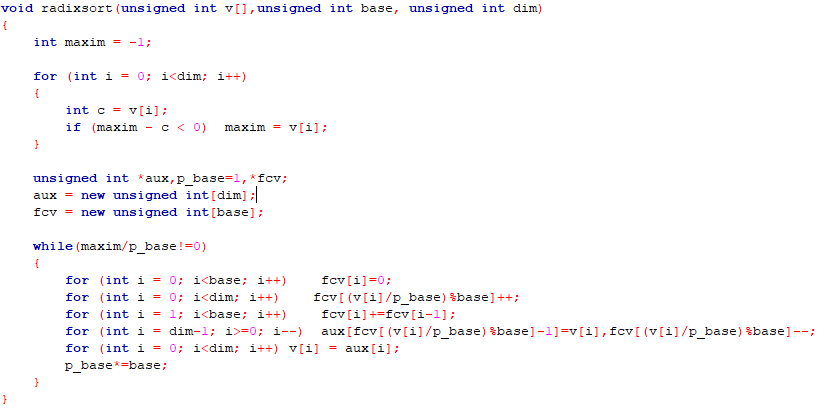 void radixsort(unsigned int v[],unsigned int base, unsigned int dim)
{
    int maxim = -1;

    for (int i = 0; i<dim; i++)
    {
        int c = v[i];
        if (maxim - c < 0)  maxim = v[i];
    }

    unsigned int *aux,p_base=1,*fcv;
    aux = new unsigned int[dim];
    fcv = new unsigned int[base];

    while(maxim/p_base!=0)
    {
        for (int i = 0; i<base; i++)    fcv[i]=0;
        for (int i = 0; i<dim; i++)    fcv[(v[i]/p_base)%base]++;
        for (int i = 1; i<base; i++)    fcv[i]+=fcv[i-1];
        for (int i = dim-1; i>=0; i--)  aux[fcv[(v[i]/p_base)%base]-1]=v[i],fcv[(v[i]/p_base)%base]--;
        for (int i = 0; i<dim; i++) v[i] = aux[i];
        p_base*=base;
    }
}